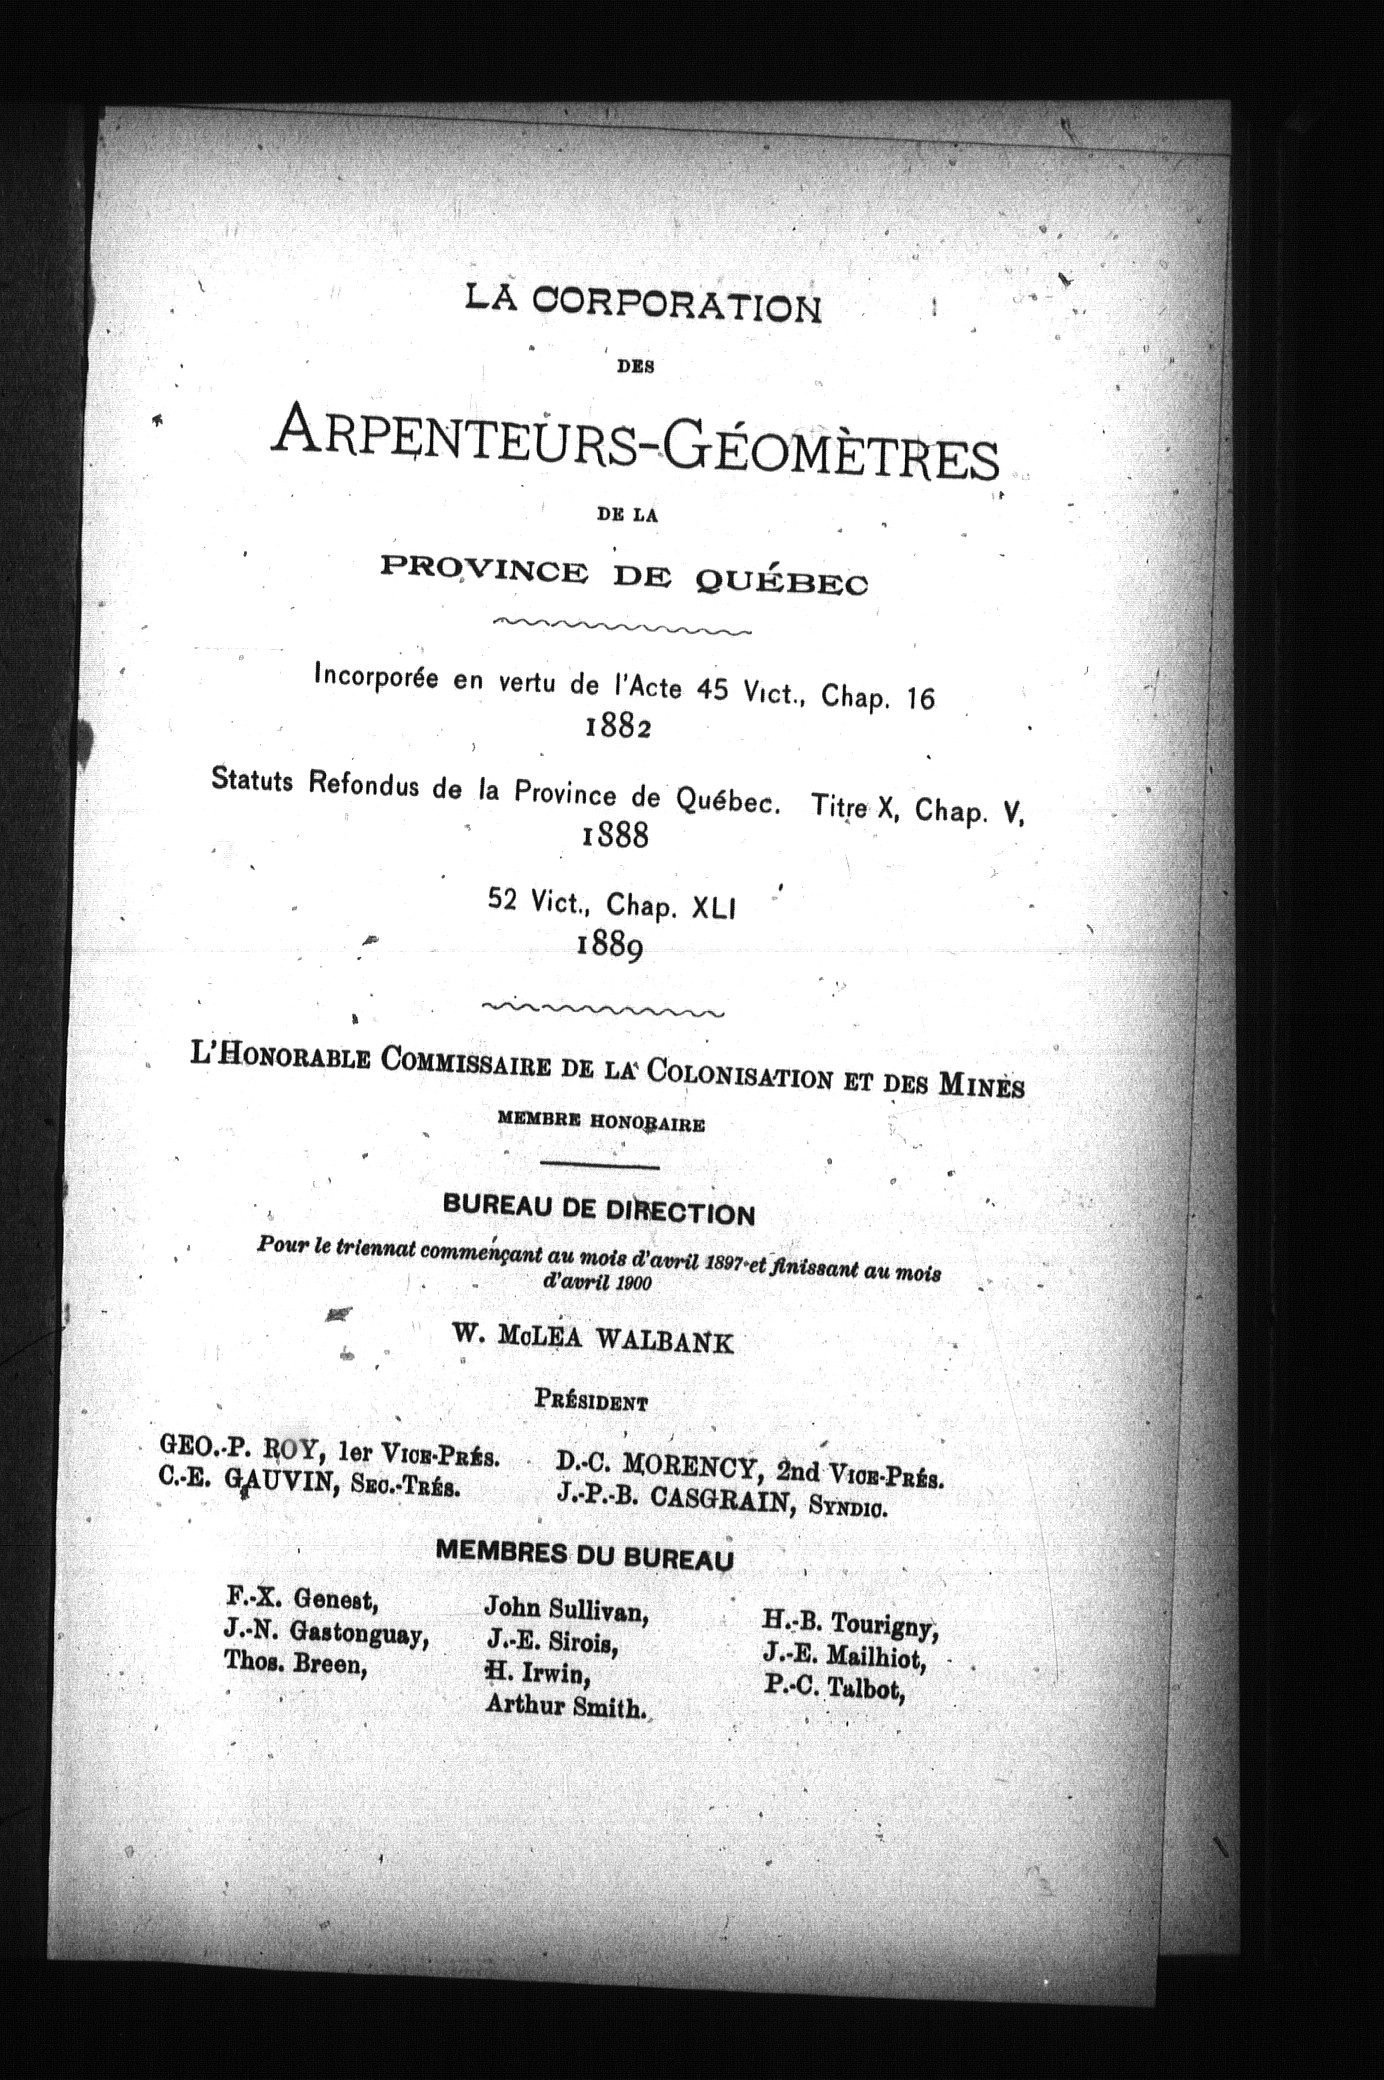 LA CORPORATION
DES
ARPENTEURS-GÉOMÈTRES
DE LA
PROVINCE DE QUÉBEC
Incorporée en vertu de l'Acte 45 Vict., Chap. 16
1882
Statuts Refondus de la Province de Québec. Titre X, Chap. V,
1888
52 Vict., Chap. XLI
1889
L'HONORABLE COMMISSAIRE DE LA COLONISATION ET DES MINES
MEMBRE HONORAIRE
BUREAU DE DIRECTION
Pour le triennat commençant au mois d'avril 1897 et finissant au mois
d'avril 1900
W. McLEA WALBANK
PRÉSIDENT
GEO.-P. ROY, 1er VICE-PRÉS. D.-C. MORENCY, 2nd VICE-PRÉS.
C.-E. GAUVIN, SEC.-TRÉS. J.-P.-B. CASGRAIN, SYNDIC.
MEMBRES DU BUREAU
F.-X. Genest, John Sullivan, H.-B. Tourigny,
J.-N. Gastonguay, J.-E. Sirois, J.-E. Mailhiot,
Thos. Breen, H. Irwin, P.-C. Talbot,
Arthur Smith.